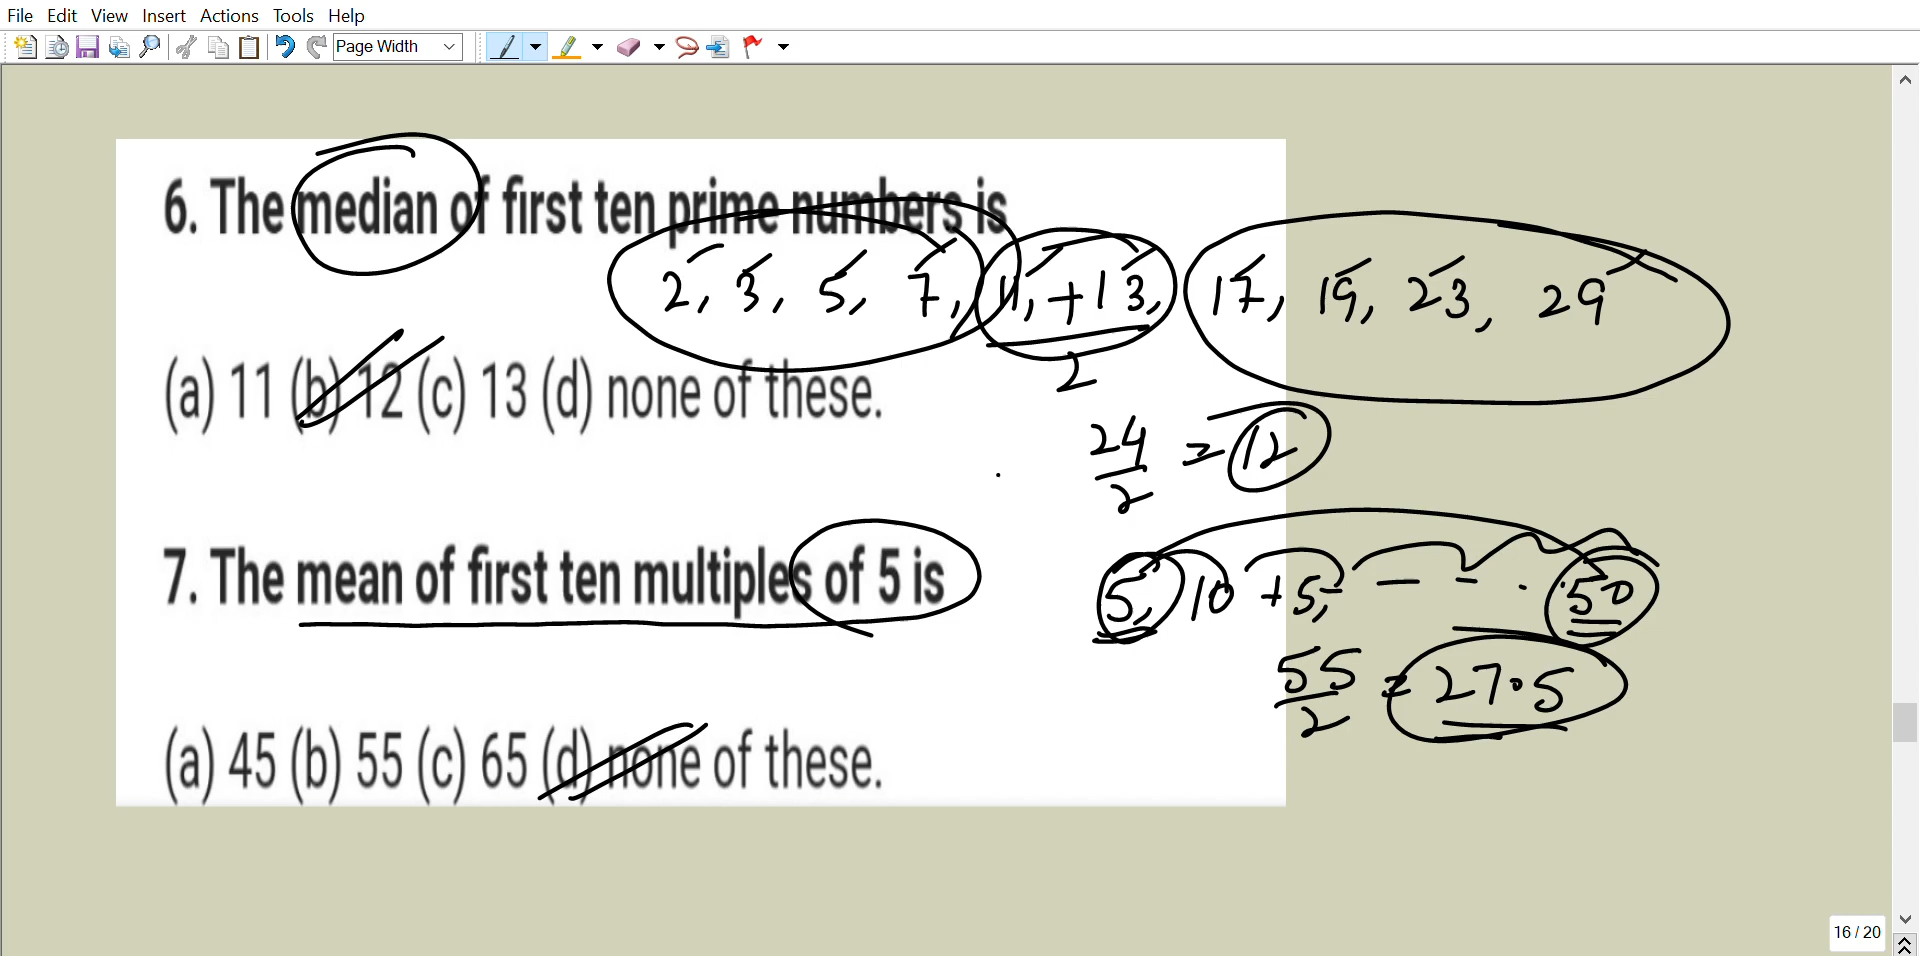 File Edit View Insert Actions Tools Help
Page Width
6. The median of first ten prime numbers is
2, 3, 5, 7, 11, +13, 17, 19, 23, 29
2
(a) 11 (b) 12 (c) 13 (d) none of these.
24
2
= 12
7. The mean of first ten multiples of 5 is
5, 10 +5, - - . 50
55
2
= 27.5
(a) 45 (b) 55 (c) 65 (d) none of these.
16 / 20